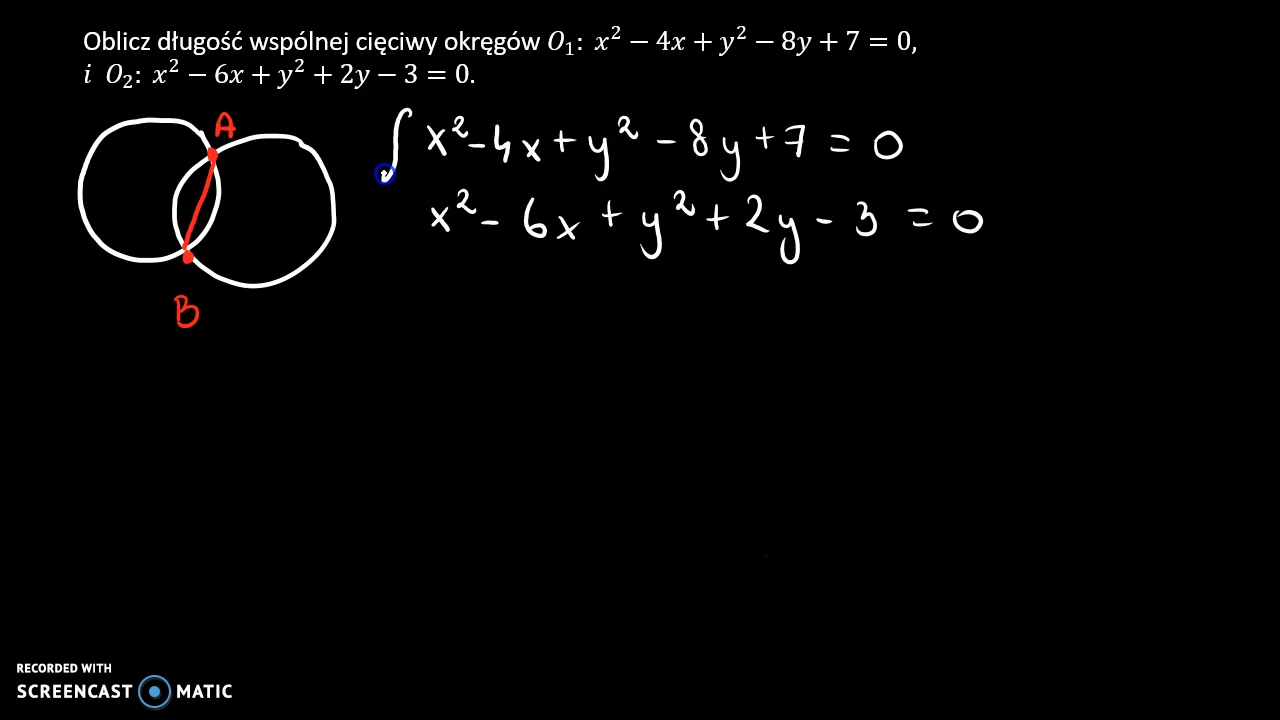 Oblicz długość wspólnej cięciwy okręgów O₁: x² − 4x + y² − 8y + 7 = 0,
i O₂: x² − 6x + y² + 2y − 3 = 0.
A
x² - 4x + y² - 8y + 7 = 0
x² - 6x + y² + 2y - 3 = 0
B
RECORDED WITH
SCREENCAST MATIC